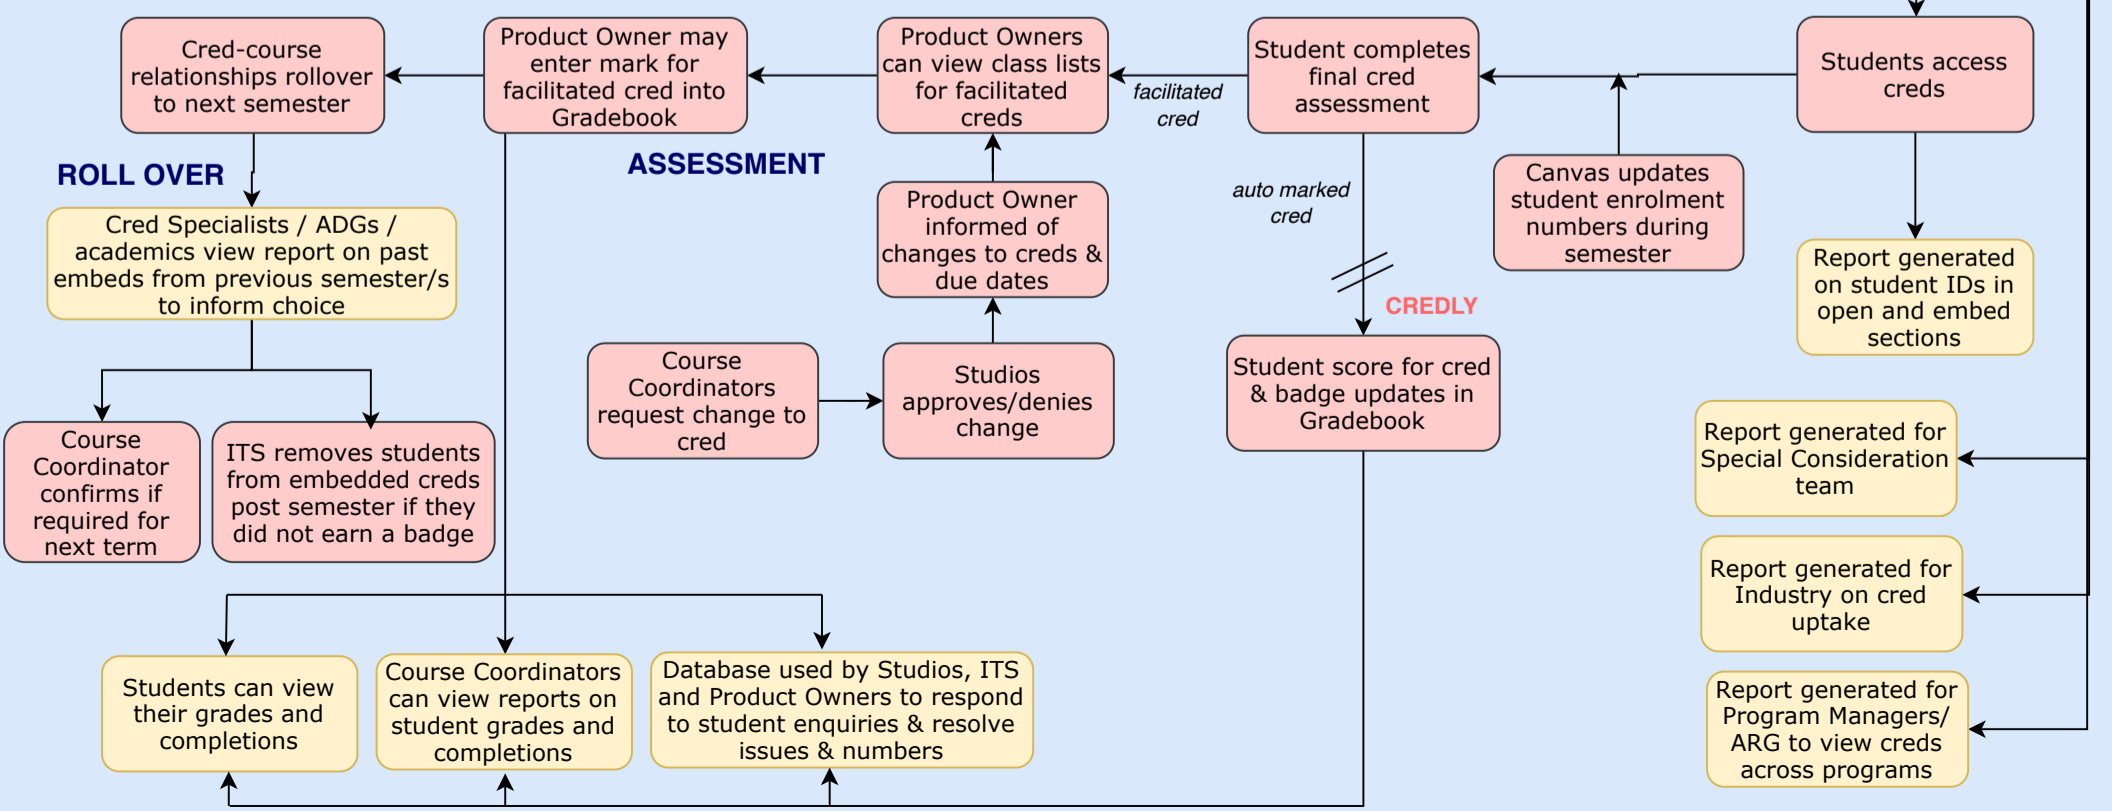 Cred-course
relationships rollover
to next semester
Product Owner may
enter mark for
facilitated cred into
Gradebook
Product Owners
can view class lists
for facilitated
creds
facilitated
cred
Student completes
final cred
assessment
Students access
creds
ROLL OVER
ASSESSMENT
Cred Specialists / ADGs /
academics view report on past
embeds from previous semester/s
to inform choice
Product Owner
informed of
changes to creds &
due dates
auto marked
cred
Canvas updates
student enrolment
numbers during
semester
Report generated
on student IDs in
open and embed
sections
CREDLY
Course
Coordinators
request change to
cred
Studios
approves/denies
change
Student score for cred
& badge updates in
Gradebook
Course
Coordinator
confirms if
required for
next term
ITS removes students
from embedded creds
post semester if they
did not earn a badge
Report generated for
Special Consideration
team
Report generated for
Industry on cred
uptake
Students can view
their grades and
completions
Course Coordinators
can view reports on
student grades and
completions
Database used by Studios, ITS
and Product Owners to respond
to student enquiries & resolve
issues & numbers
Report generated for
Program Managers/
ARG to view creds
across programs